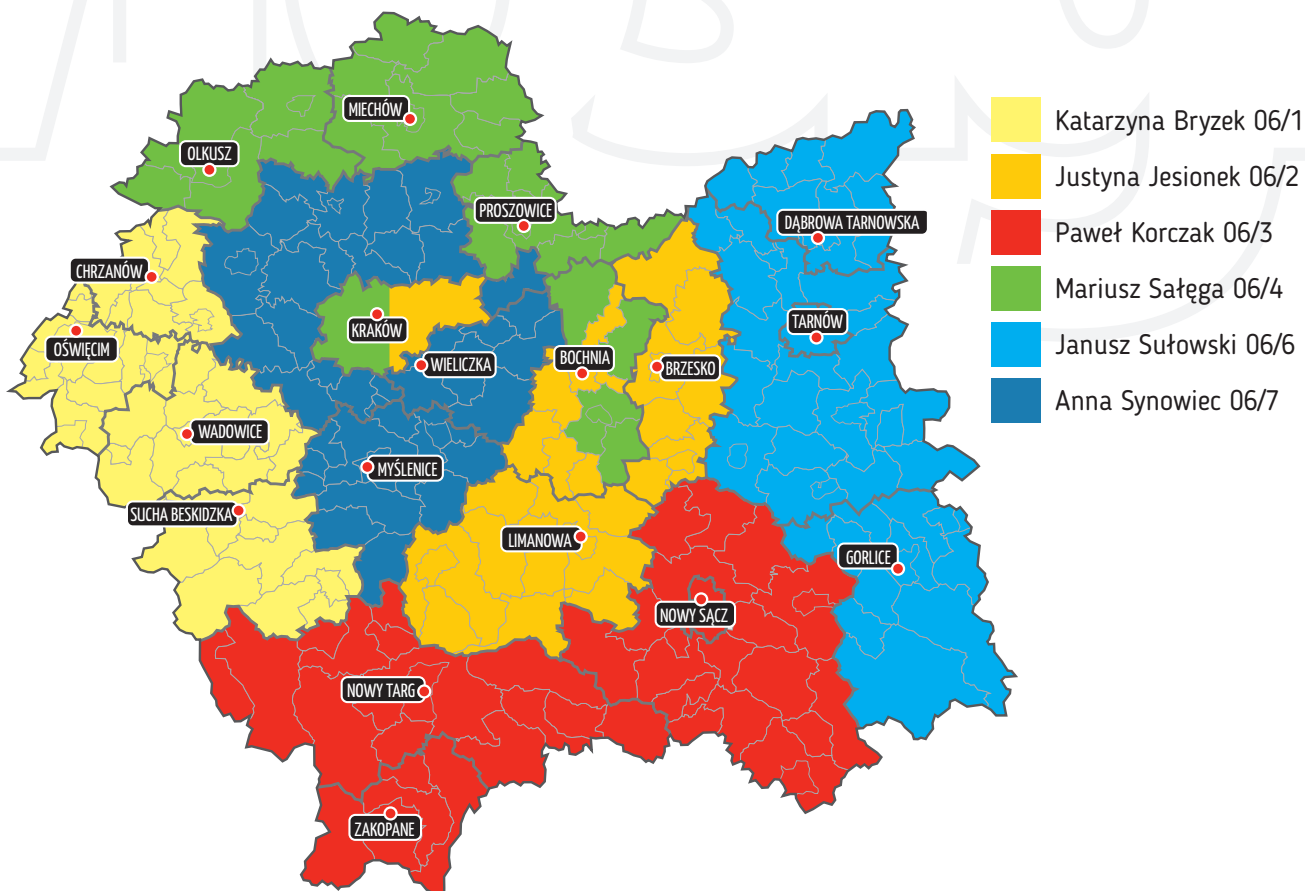 MIECHÓW
OLKUSZ
PROSZOWICE
DĄBROWA TARNOWSKA
CHRZANÓW
KRAKÓW
TARNÓW
OŚWIĘCIM
WIELICZKA
BOCHNIA
BRZESKO
WADOWICE
MYŚLENICE
SUCHA BESKIDZKA
LIMANOWA
GORLICE
NOWY SĄCZ
NOWY TARG
ZAKOPANE
Katarzyna Bryzek 06/1
Justyna Jesionek 06/2
Paweł Korczak 06/3
Mariusz Sałęga 06/4
Janusz Sułowski 06/6
Anna Synowiec 06/7